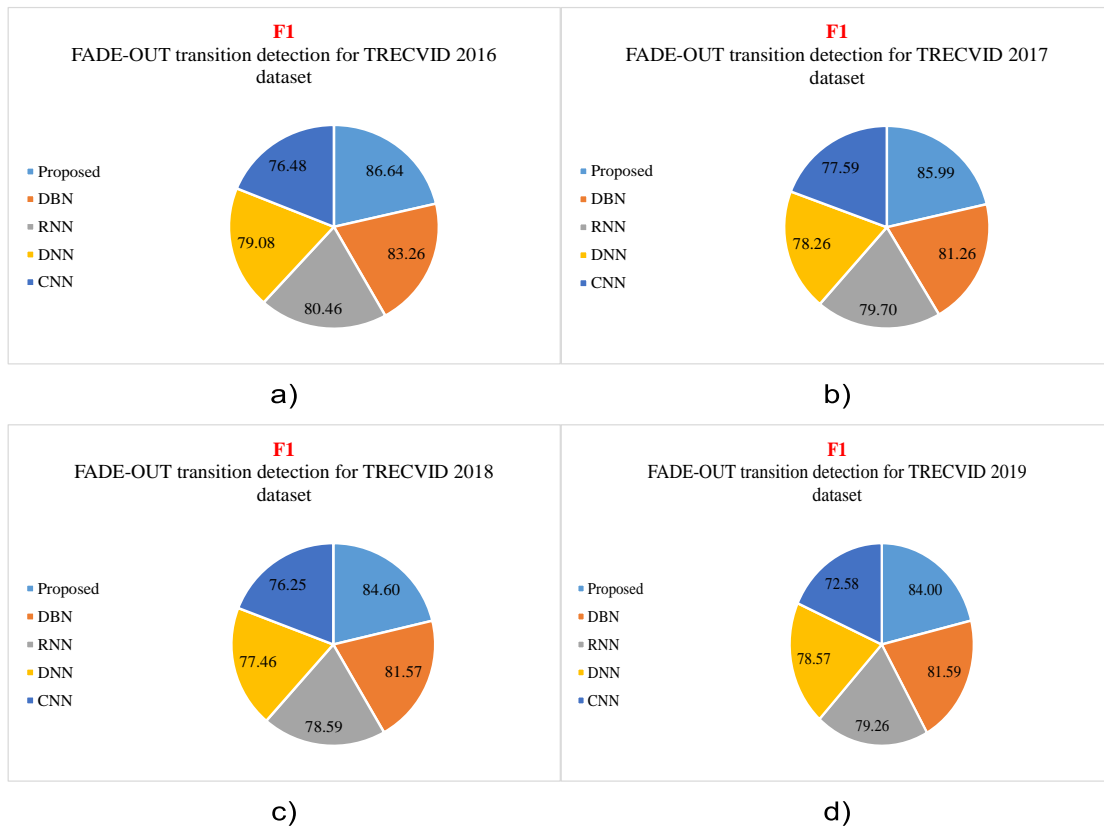 F1
FADE-OUT transition detection for TRECVID 2016
dataset
Proposed
DBN
RNN
DNN
CNN
76.48
86.64
79.08
83.26
80.46
a)
F1
FADE-OUT transition detection for TRECVID 2017
dataset
Proposed
DBN
RNN
DNN
CNN
77.59
85.99
78.26
81.26
79.70
b)
F1
FADE-OUT transition detection for TRECVID 2018
dataset
Proposed
DBN
RNN
DNN
CNN
76.25
84.60
77.46
81.57
78.59
c)
F1
FADE-OUT transition detection for TRECVID 2019
dataset
Proposed
DBN
RNN
DNN
CNN
72.58
84.00
78.57
81.59
79.26
d)